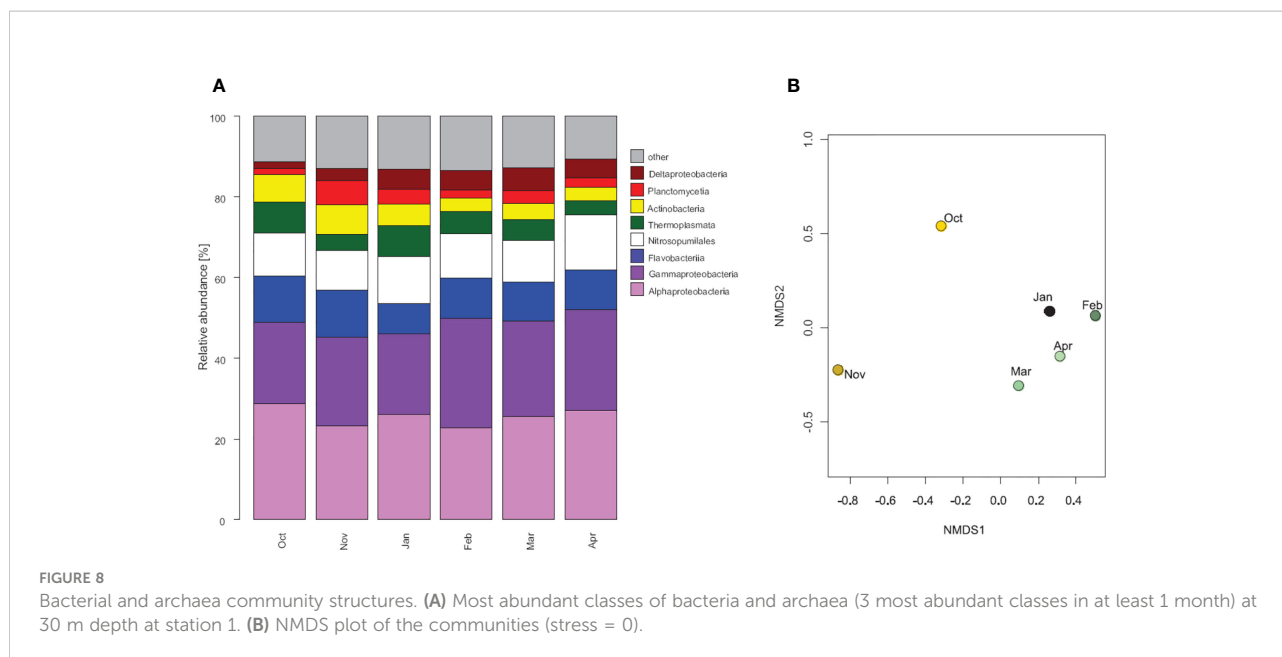 A
B
100
80
60
40
20
0
Relative abundance [%]
Oct
Nov
Jan
Feb
Mar
Apr
other
Deltaproteobacteria
Planctomycetia
Actinobacteria
Thermoplasmata
Nitrosopumilales
Flavobacteriia
Gammaproteobacteria
Alphaproteobacteria
1.0
0.5
0.0
-0.5
NMDS2
Oct
Jan
Feb
Apr
Mar
Nov
-0.8 -0.6 -0.4 -0.2 0.0 0.2 0.4
NMDS1
FIGURE 8
Bacterial and archaea community structures. (A) Most abundant classes of bacteria and archaea (3 most abundant classes in at least 1 month) at
30 m depth at station 1. (B) NMDS plot of the communities (stress = 0).